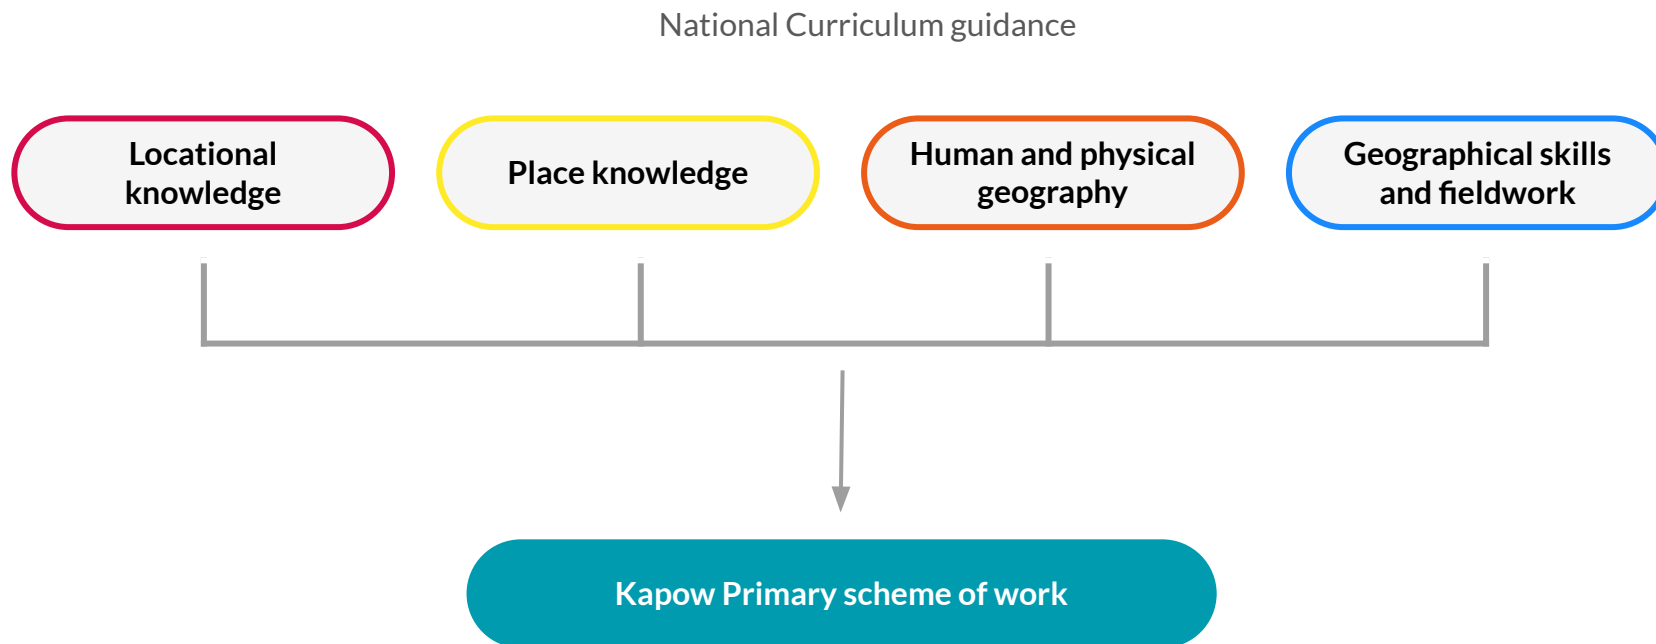 National Curriculum guidance
Locational
knowledge
Place knowledge
Human and physical
geography
Geographical skills
and fieldwork
Kapow Primary scheme of work